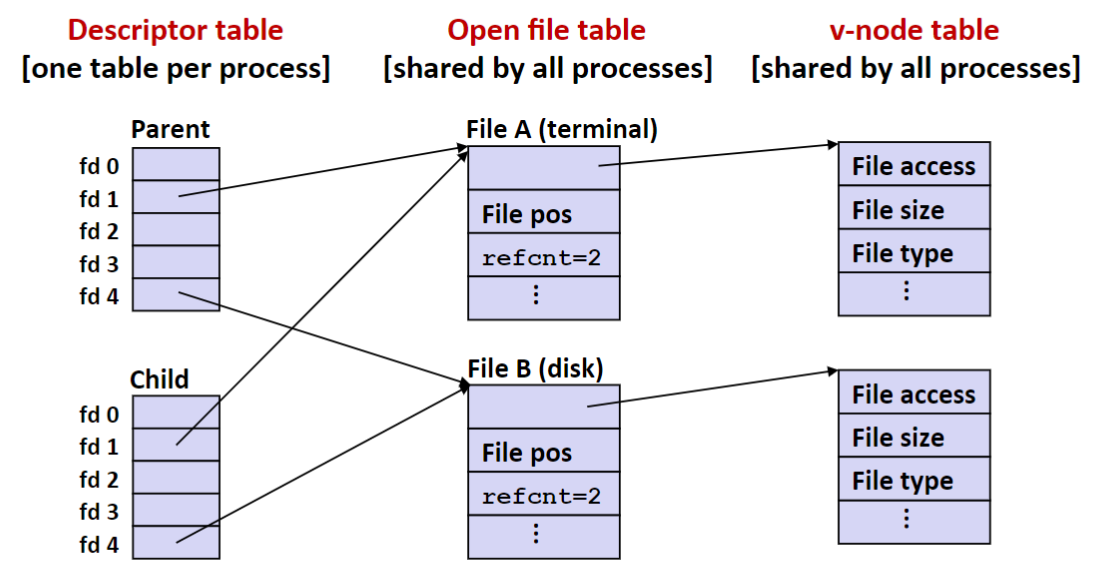 Descriptor table
[one table per process]
Open file table
[shared by all processes]
v-node table
[shared by all processes]
Parent
fd 0
fd 1
fd 2
fd 3
fd 4
Child
fd 0
fd 1
fd 2
fd 3
fd 4
File A (terminal)
File pos
refcnt=2
⋮
File B (disk)
File pos
refcnt=2
⋮
File access
File size
File type
⋮
File access
File size
File type
⋮